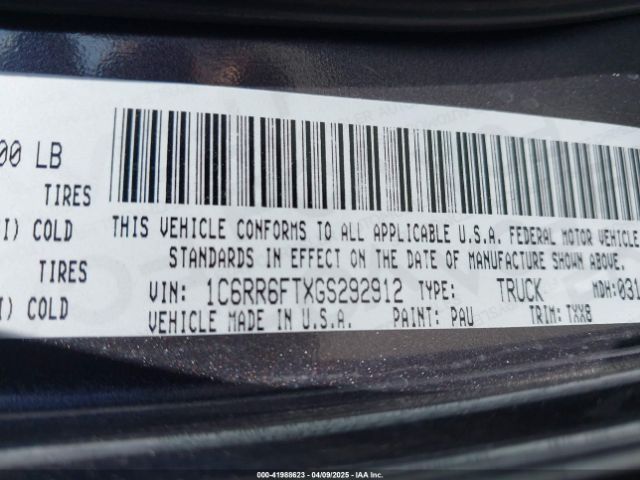 00 LB
TIRES
I) COLD
TIRES
I) COLD
THIS VEHICLE CONFORMS TO ALL APPLICABLE U.S.A. FEDERAL MOTOR VEHICLE
STANDARDS IN EFFECT ON THE DATE OF MANUFACTURE SHOWN ABOVE.
VIN: 1C6RR6FTXGS292912 TYPE: TRUCK MDH: 031
VEHICLE MADE IN U.S.A. PAINT: PAU TRIM: TXX8
000-41988623 | 04/09/2025 | IAA Inc.